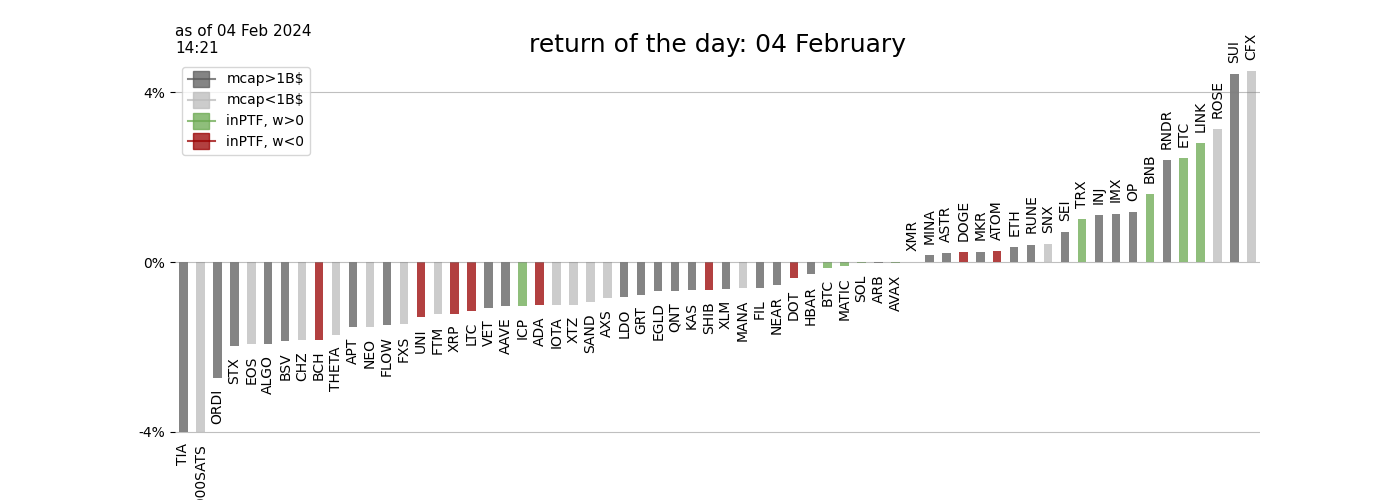 as of 04 Feb 2024
14:21
return of the day: 04 February
mcap>1B$
mcap<1B$
inPTF, w>0
inPTF, w<0
4%
0%
-4%
TIA
000SATS
ORDI
STX
EOS
ALGO
BSV
CHZ
BCH
THETA
APT
NEO
FLOW
FXS
UNI
FTM
XRP
LTC
VET
AAVE
ICP
ADA
IOTA
XTZ
SAND
AXS
LDO
GRT
EGLD
QNT
KAS
SHIB
XLM
MANA
FIL
NEAR
DOT
HBAR
BTC
MATIC
SOL
ARB
AVAX
XMR
MINA
ASTR
DOGE
MKR
ATOM
ETH
RUNE
SNX
SEI
TRX
INJ
IMX
OP
BNB
RNDR
ETC
LINK
ROSE
SUI
CFX